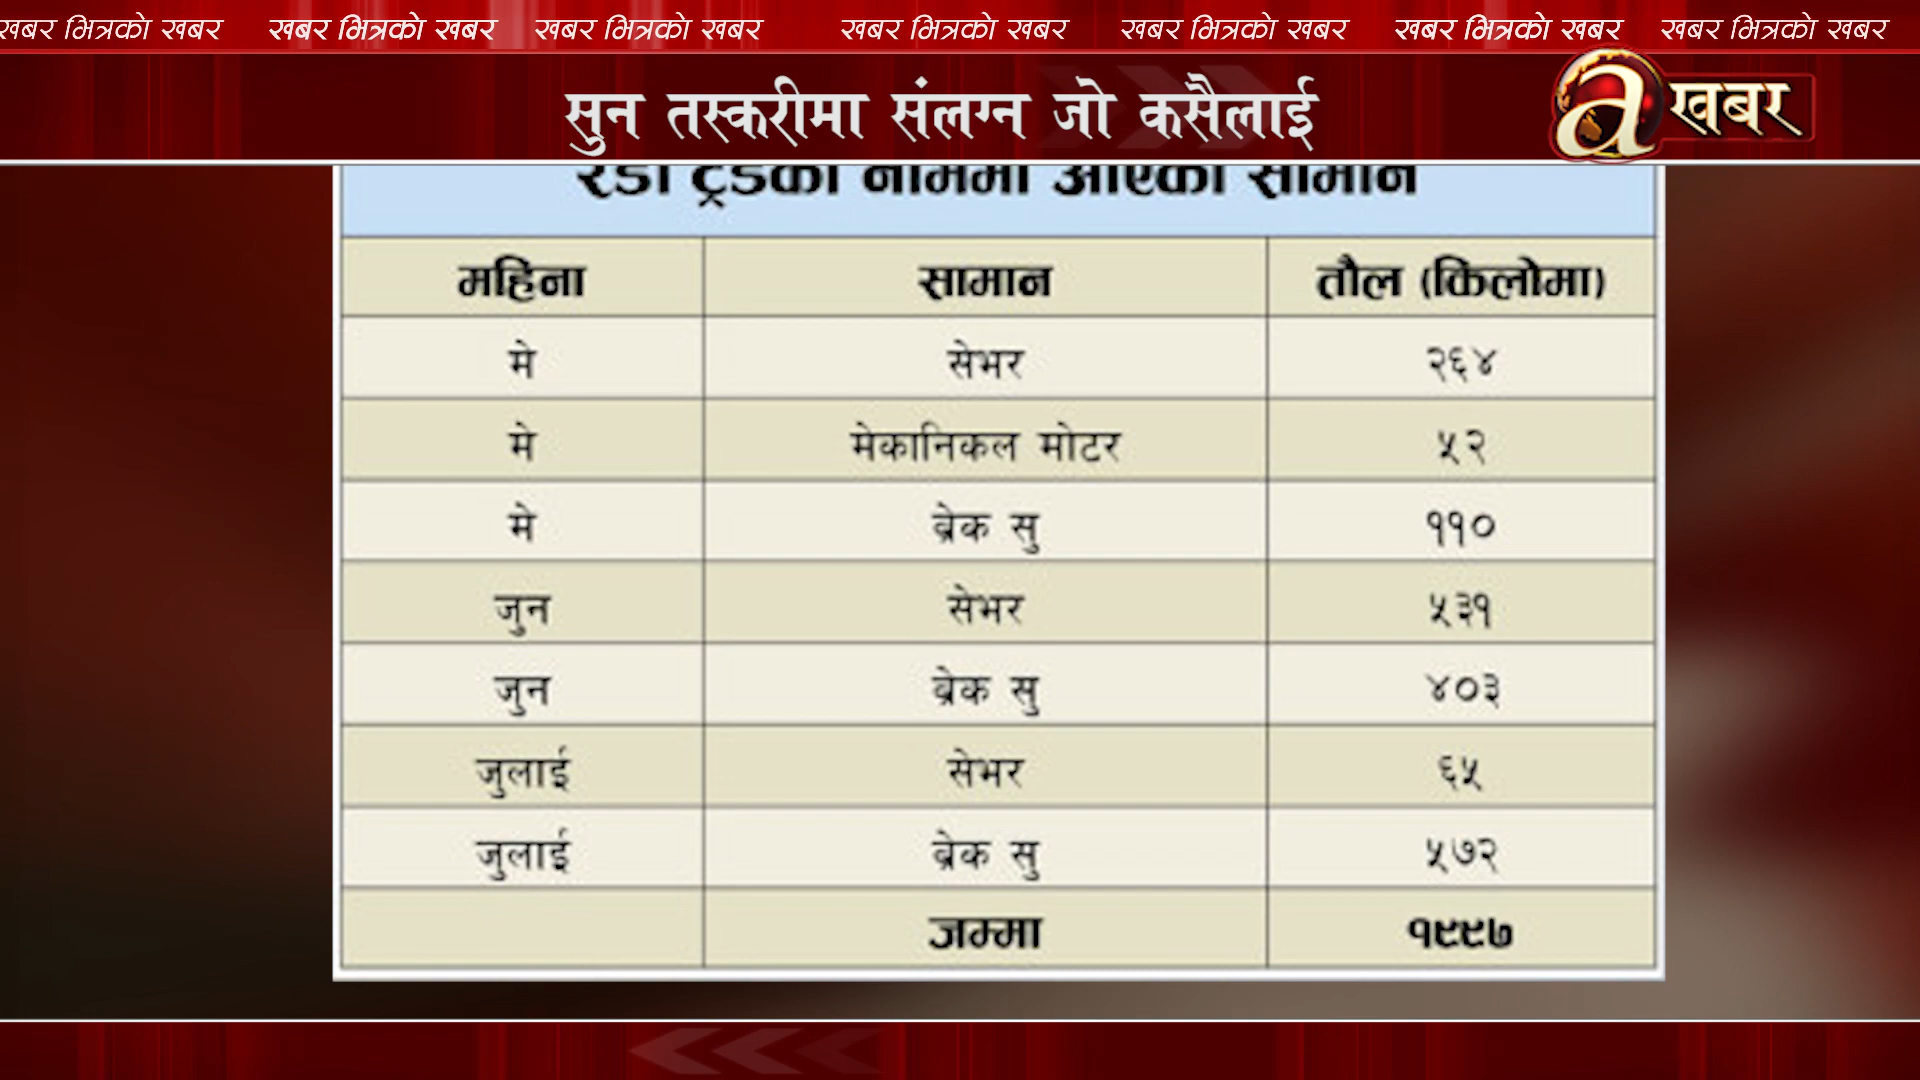 खबर भित्रको खबर खबर भित्रको खबर खबर भित्रको खबर खबर भित्रको खबर खबर भित्रको खबर खबर भित्रको खबर खबर भित्रको खबर
सुन तस्करीमा संलग्न जो कसैलाई
a खबर
नाममा आएको सामान
महिना सामान तौल (किलोमा)
मे सेभर २६४
मे मेकानिकल मोटर ५२
मे ब्रेक सु ११०
जुन सेभर ५३१
जुन ब्रेक सु ४०३
जुलाई सेभर ६५
जुलाई ब्रेक सु ५७२
जम्मा १९९७